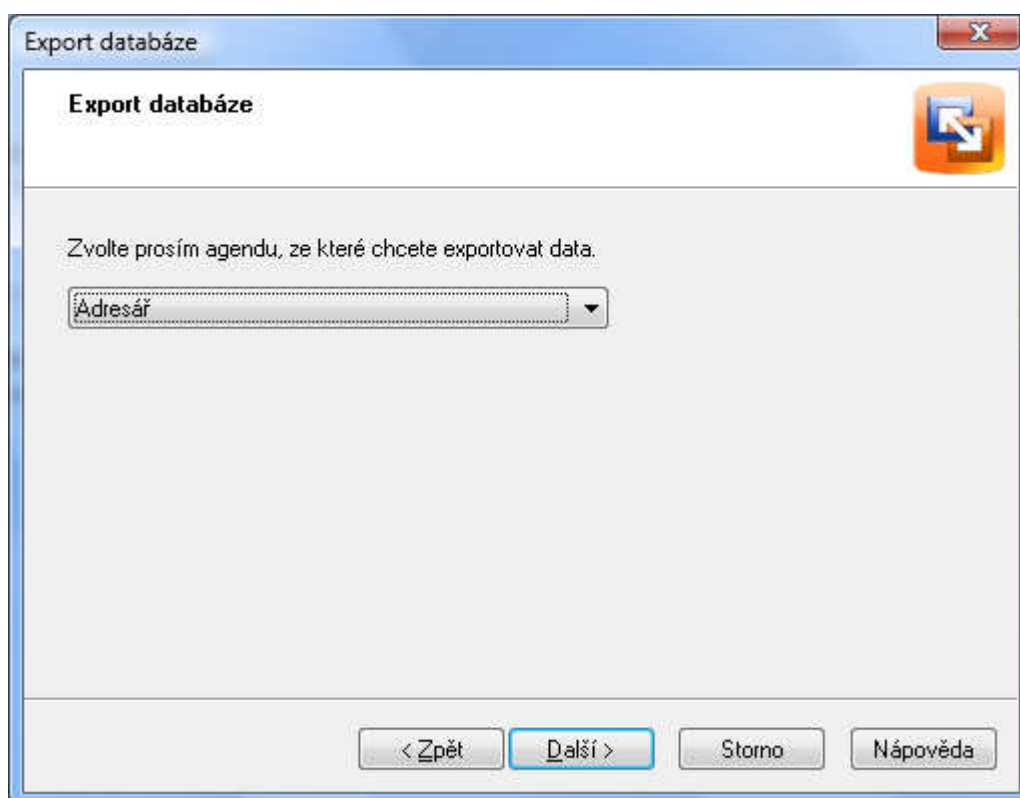 Export databáze
Export databáze
Zvolte prosím agendu, ze které chcete exportovat data.
Adresář
< Zpět Další > Storno Nápověda